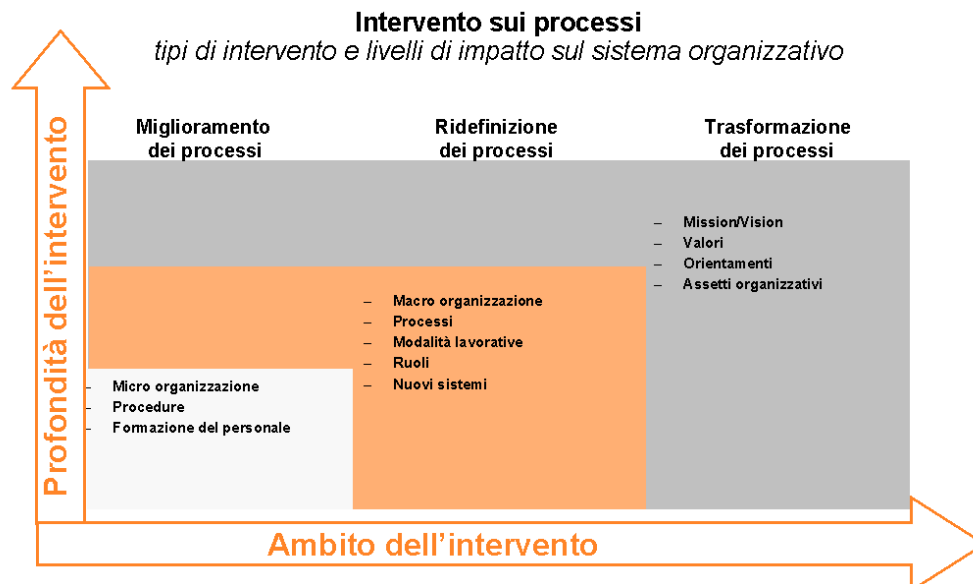 Intervento sui processi
tipi di intervento e livelli di impatto sul sistema organizzativo
Profondità dell'intervento
Miglioramento
dei processi
Ridefinizione
dei processi
Trasformazione
dei processi
– Mission/Vision
– Valori
– Orientamenti
– Assetti organizzativi
– Macro organizzazione
– Processi
– Modalità lavorative
– Ruoli
– Nuovi sistemi
– Micro organizzazione
– Procedure
– Formazione del personale
Ambito dell'intervento